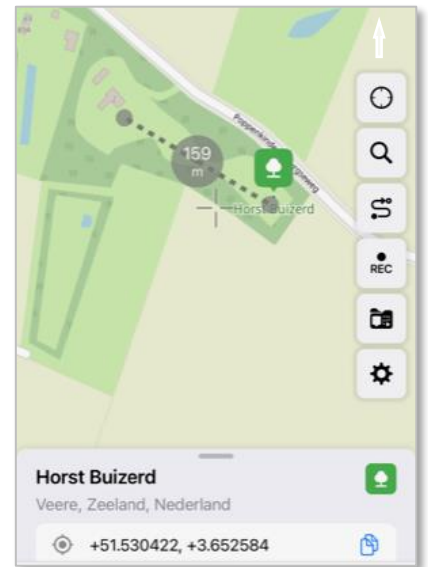 159
m
Horst Buizerd
REC
Horst Buizerd
Veere, Zeeland, Nederland
+51.530422, +3.652584